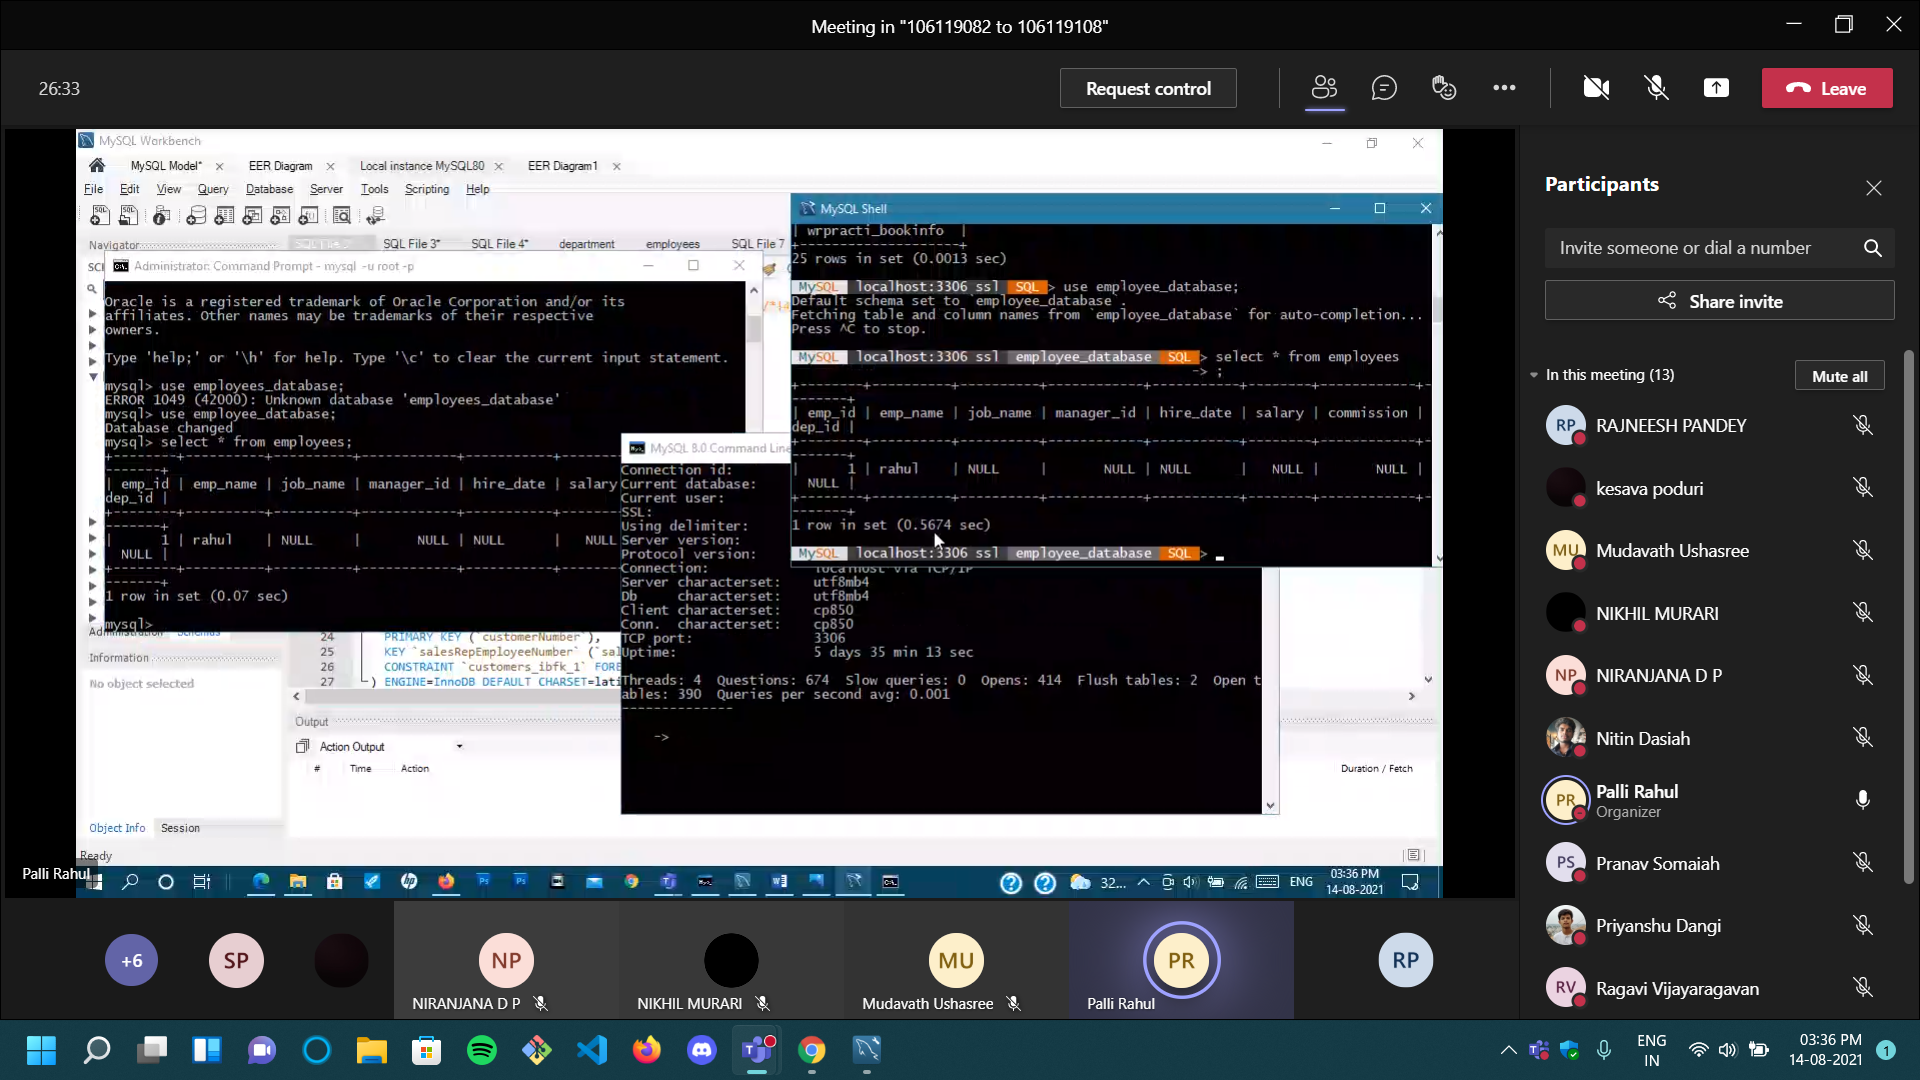 Meeting in "106119082 to 106119108"
26:33
Request control
Leave
MySQL Workbench
MySQL Model*
EER Diagram
Local instance MySQL80
EER Diagram1
File Edit View Query Database Server Tools Scripting Help
Navigator
SQL File 3*
SQL File 4*
department
employees
SQL File 7
Administrator: Command Prompt - mysql -u root -p
Oracle is a registered trademark of Oracle Corporation and/or its
affiliates. Other names may be trademarks of their respective
owners.
Type 'help;' or '\h' for help. Type '\c' to clear the current input statement.
mysql> use employees_database;
ERROR 1049 (42000): Unknown database 'employees_database'
mysql> use employee_database;
Database changed
mysql> select * from employees;
| emp_id | emp_name | job_name | manager_id | hire_date | salary
dep_id |
| 1 | rahul | NULL | NULL | NULL | NULL
NULL |
1 row in set (0.07 sec)
mysql>
Administration Schemas
Information
No object selected
Object Info Session
Ready
24 PRIMARY KEY (`customerNumber`),
25 KEY `salesRepEmployeeNumber` (`sal
26 CONSTRAINT `customers_ibfk_1` FORE
27 ) ENGINE=InnoDB DEFAULT CHARSET=lati
Output
Action Output
# Time Action
Duration / Fetch
MySQL Shell
| wrpracti_bookinfo |
25 rows in set (0.0013 sec)
MySQL localhost:3306 ssl SQL > use employee_database;
Default schema set to `employee_database`.
Fetching table and column names from `employee_database` for auto-completion...
Press ^C to stop.
MySQL localhost:3306 ssl employee_database SQL > select * from employees
-> ;
| emp_id | emp_name | job_name | manager_id | hire_date | salary | commission |
dep_id |
| 1 | rahul | NULL | NULL | NULL | NULL | NULL |
NULL |
1 row in set (0.5674 sec)
MySQL localhost:3306 ssl employee_database SQL >
MySQL 8.0 Command Line
Connection id:
Current database:
Current user:
SSL:
Using delimiter:
Server version:
Protocol version:
Connection: localhost via TCP/IP
Server characterset: utf8mb4
Db characterset: utf8mb4
Client characterset: cp850
Conn. characterset: cp850
TCP port: 3306
Uptime: 5 days 35 min 13 sec
Threads: 4 Questions: 674 Slow queries: 0 Opens: 414 Flush tables: 2 Open t
ables: 390 Queries per second avg: 0.001
->
Palli Rahul
32...
ENG
03:36 PM
14-08-2021
+6
SP
NP
NIRANJANA D P
NIKHIL MURARI
MU
Mudavath Ushasree
PR
Palli Rahul
RP
Participants
Invite someone or dial a number
Share invite
In this meeting (13)
Mute all
RP RAJNEESH PANDEY
kesava poduri
MU Mudavath Ushasree
NIKHIL MURARI
NP NIRANJANA D P
Nitin Dasiah
PR Palli Rahul
Organizer
PS Pranav Somaiah
Priyanshu Dangi
RV Ragavi Vijayaragavan
ENG
IN
03:36 PM
14-08-2021
1